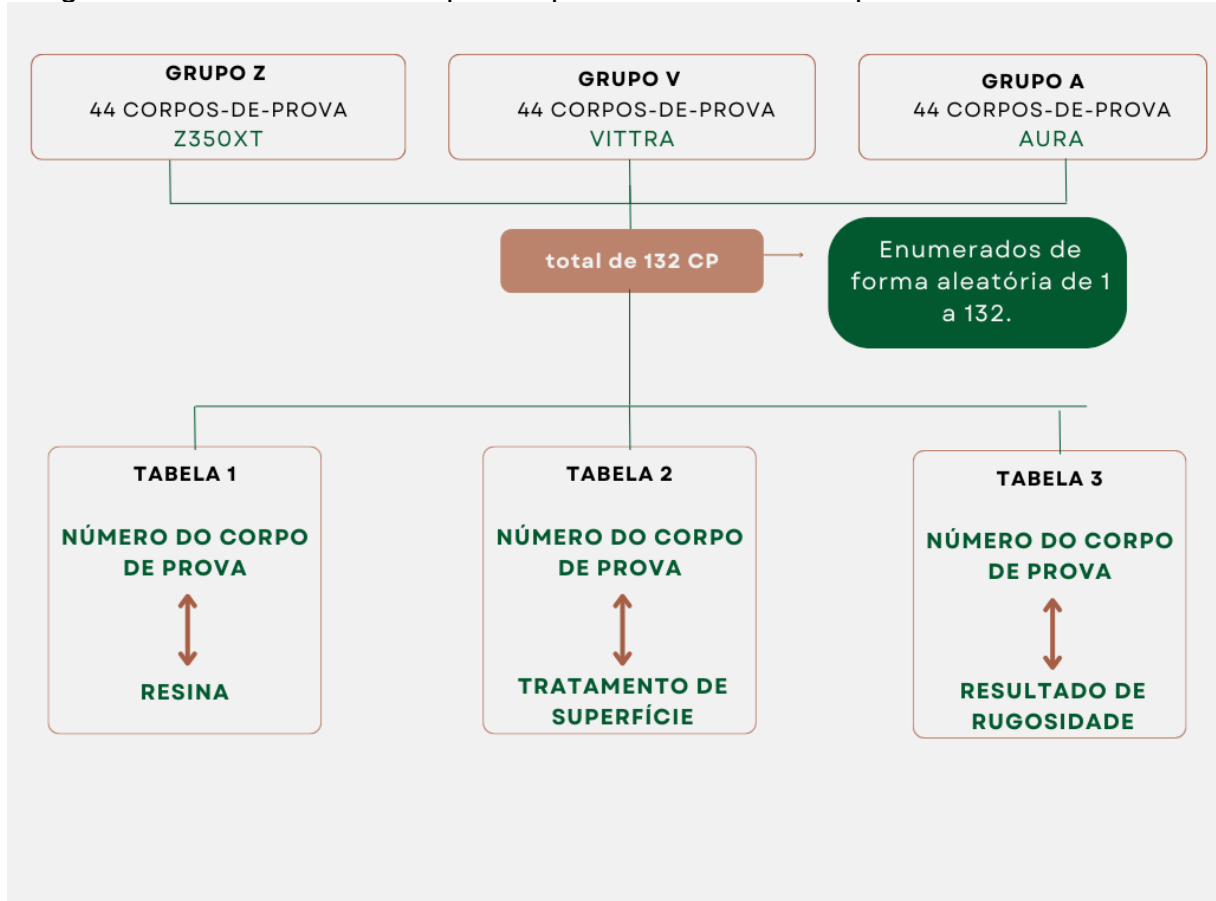 GRUPO Z
44 CORPOS-DE-PROVA
Z350XT
GRUPO V
44 CORPOS-DE-PROVA
VITTRA
GRUPO A
44 CORPOS-DE-PROVA
AURA
total de 132 CP
Enumerados de
forma aleatória de 1
a 132.
TABELA 1
NÚMERO DO CORPO
DE PROVA
RESINA
TABELA 2
NÚMERO DO CORPO
DE PROVA
TRATAMENTO DE
SUPERFÍCIE
TABELA 3
NÚMERO DO CORPO
DE PROVA
RESULTADO DE
RUGOSIDADE